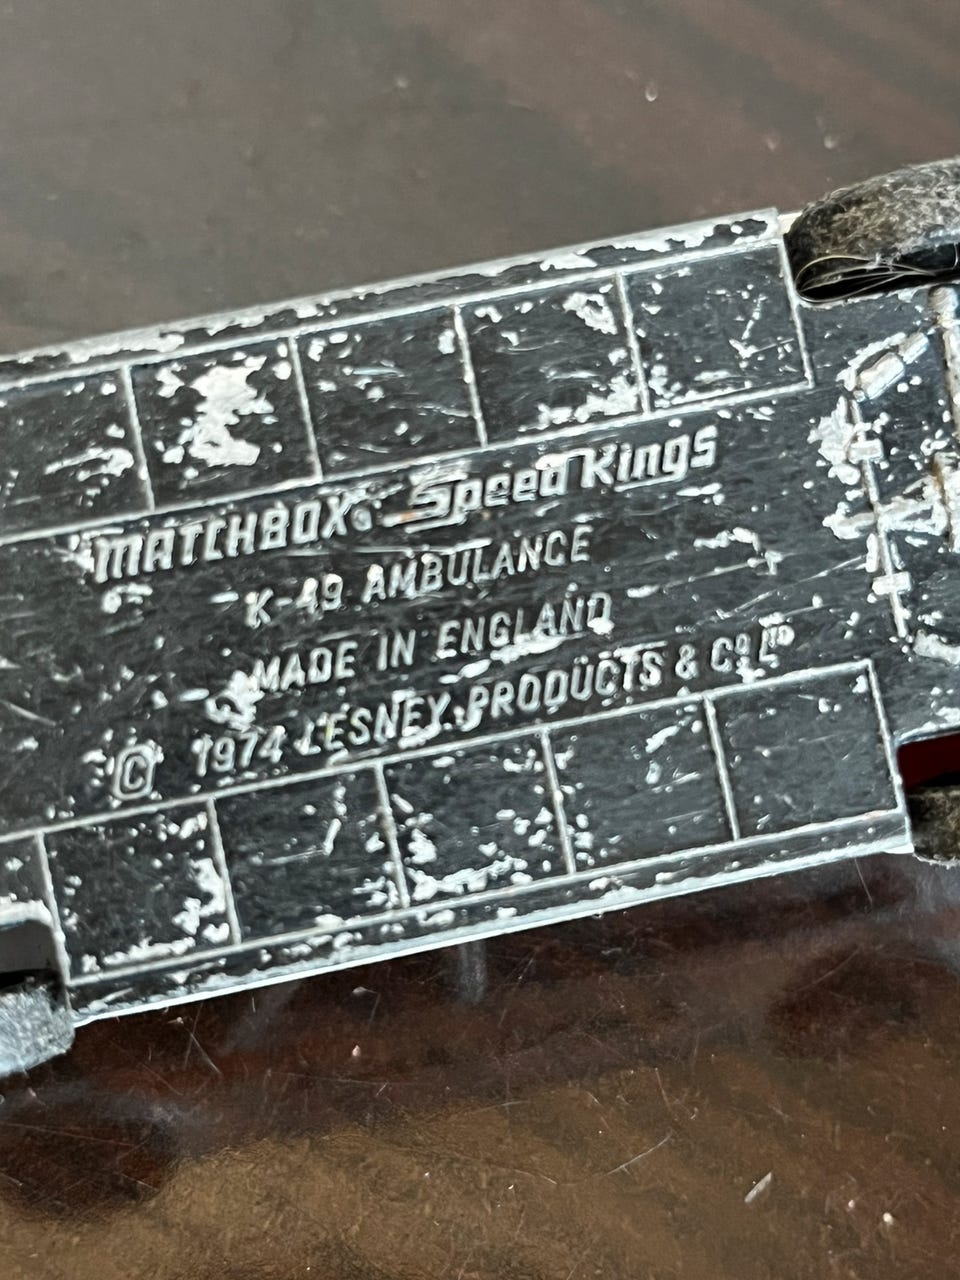 MATCHBOX® Speed Kings
K-49 AMBULANCE
MADE IN ENGLAND
© 1974 LESNEY PRODUCTS & Cº Lᵀᴰ